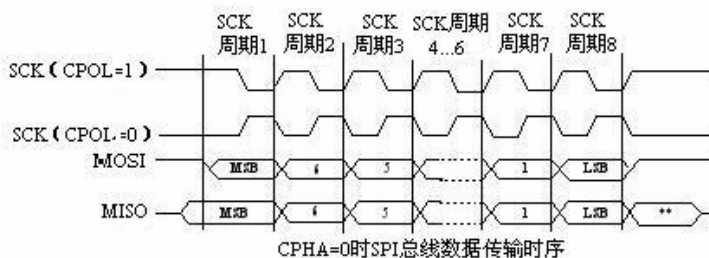 SCK 周期1
SCK 周期2
SCK 周期3
SCK周期 4...6
SCK 周期7
SCK 周期8
SCK(CPOL=1)
SCK(CPOL=0)
MOSI MSB 6 5 1 LSB
MISO MSB 6 5 1 LSB **
CPHA=0时SPI总线数据传输时序